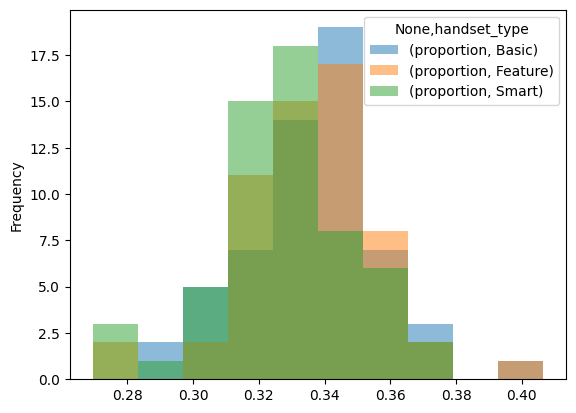 None,handset_type
(proportion, Basic)
(proportion, Feature)
(proportion, Smart)
Frequency
17.5
15.0
12.5
10.0
7.5
5.0
2.5
0.0
0.28 0.30 0.32 0.34 0.36 0.38 0.40